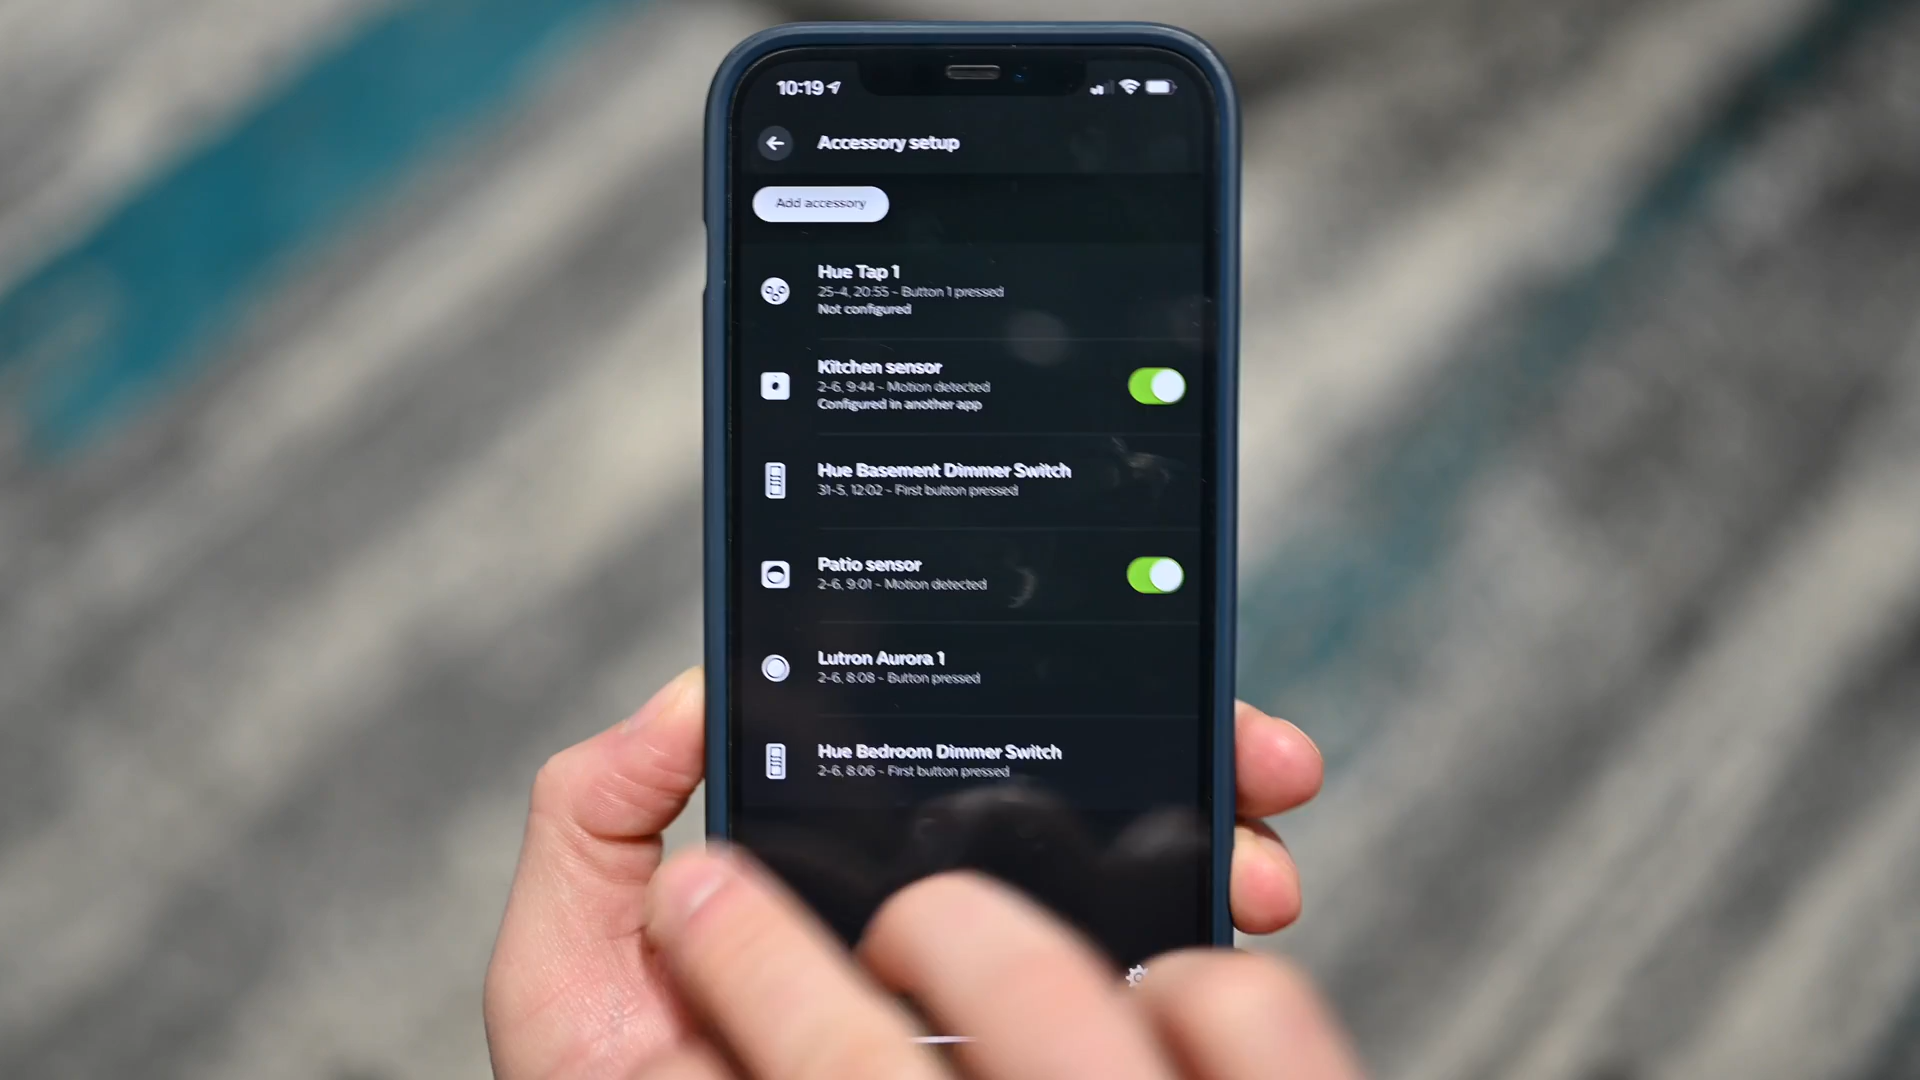 10:19
Accessory setup
Add accessory
Hue Tap 1
25-4, 20:55 - Button 1 pressed
Not configured
Kitchen sensor
2-6, 9:44 - Motion detected
Configured in another app
Hue Basement Dimmer Switch
31-5, 12:02 - First button pressed
Patio sensor
2-6, 9:01 - Motion detected
Lutron Aurora 1
2-6, 8:08 - Button pressed
Hue Bedroom Dimmer Switch
2-6, 8:06 - First button pressed